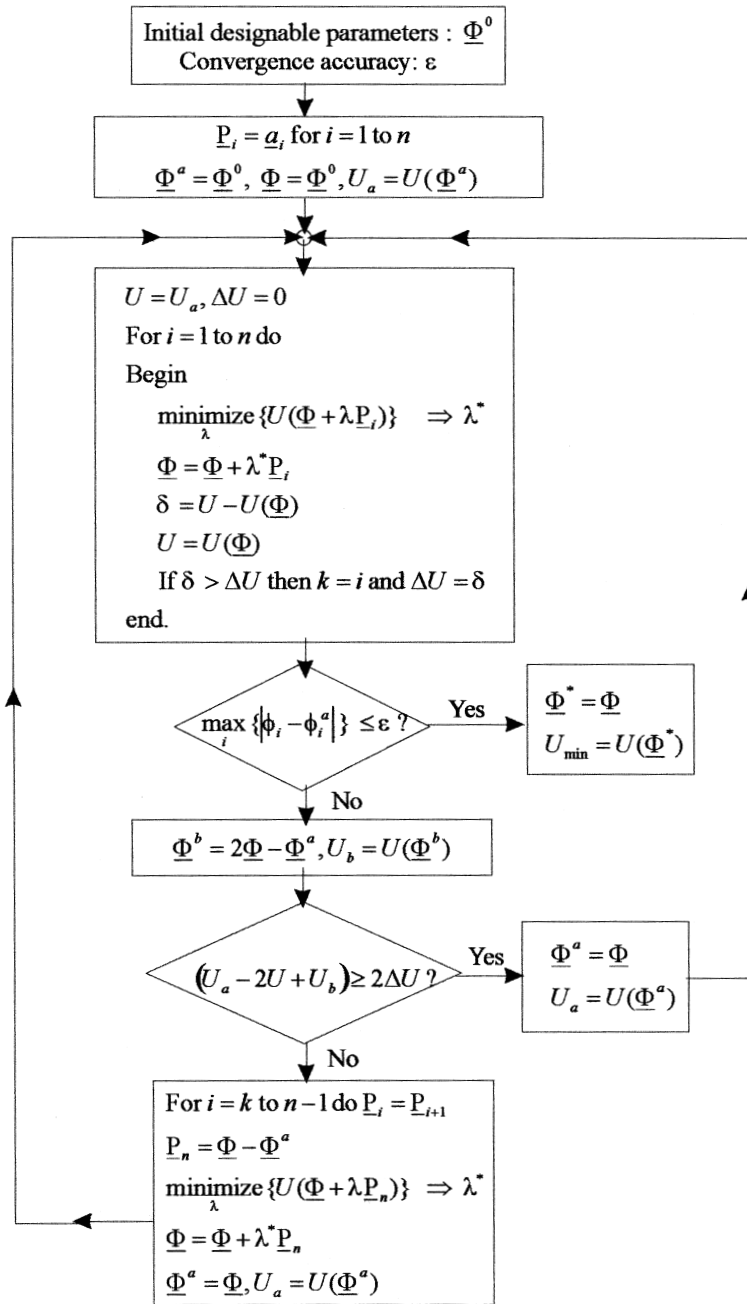 Initial designable parameters : Φ⁰
Convergence accuracy: ε
P_i = a_i for i = 1 to n
Φ^a = Φ⁰, Φ = Φ⁰, U_a = U(Φ^a)
U = U_a, ΔU = 0
For i = 1 to n do
Begin
minimize {U(Φ + λP_i)} ⇒ λ*
λ
Φ = Φ + λ*P_i
δ = U − U(Φ)
U = U(Φ)
If δ > ΔU then k = i and ΔU = δ
end.
max {|ϕ_i − ϕ_i^a|} ≤ ε ?
i
Yes
Φ* = Φ
U_min = U(Φ*)
No
Φ^b = 2Φ − Φ^a, U_b = U(Φ^b)
(U_a − 2U + U_b) ≥ 2ΔU ?
Yes
Φ^a = Φ
U_a = U(Φ^a)
No
For i = k to n − 1 do P_i = P_{i+1}
P_n = Φ − Φ^a
minimize {U(Φ + λP_n)} ⇒ λ*
λ
Φ = Φ + λ*P_n
Φ^a = Φ, U_a = U(Φ^a)